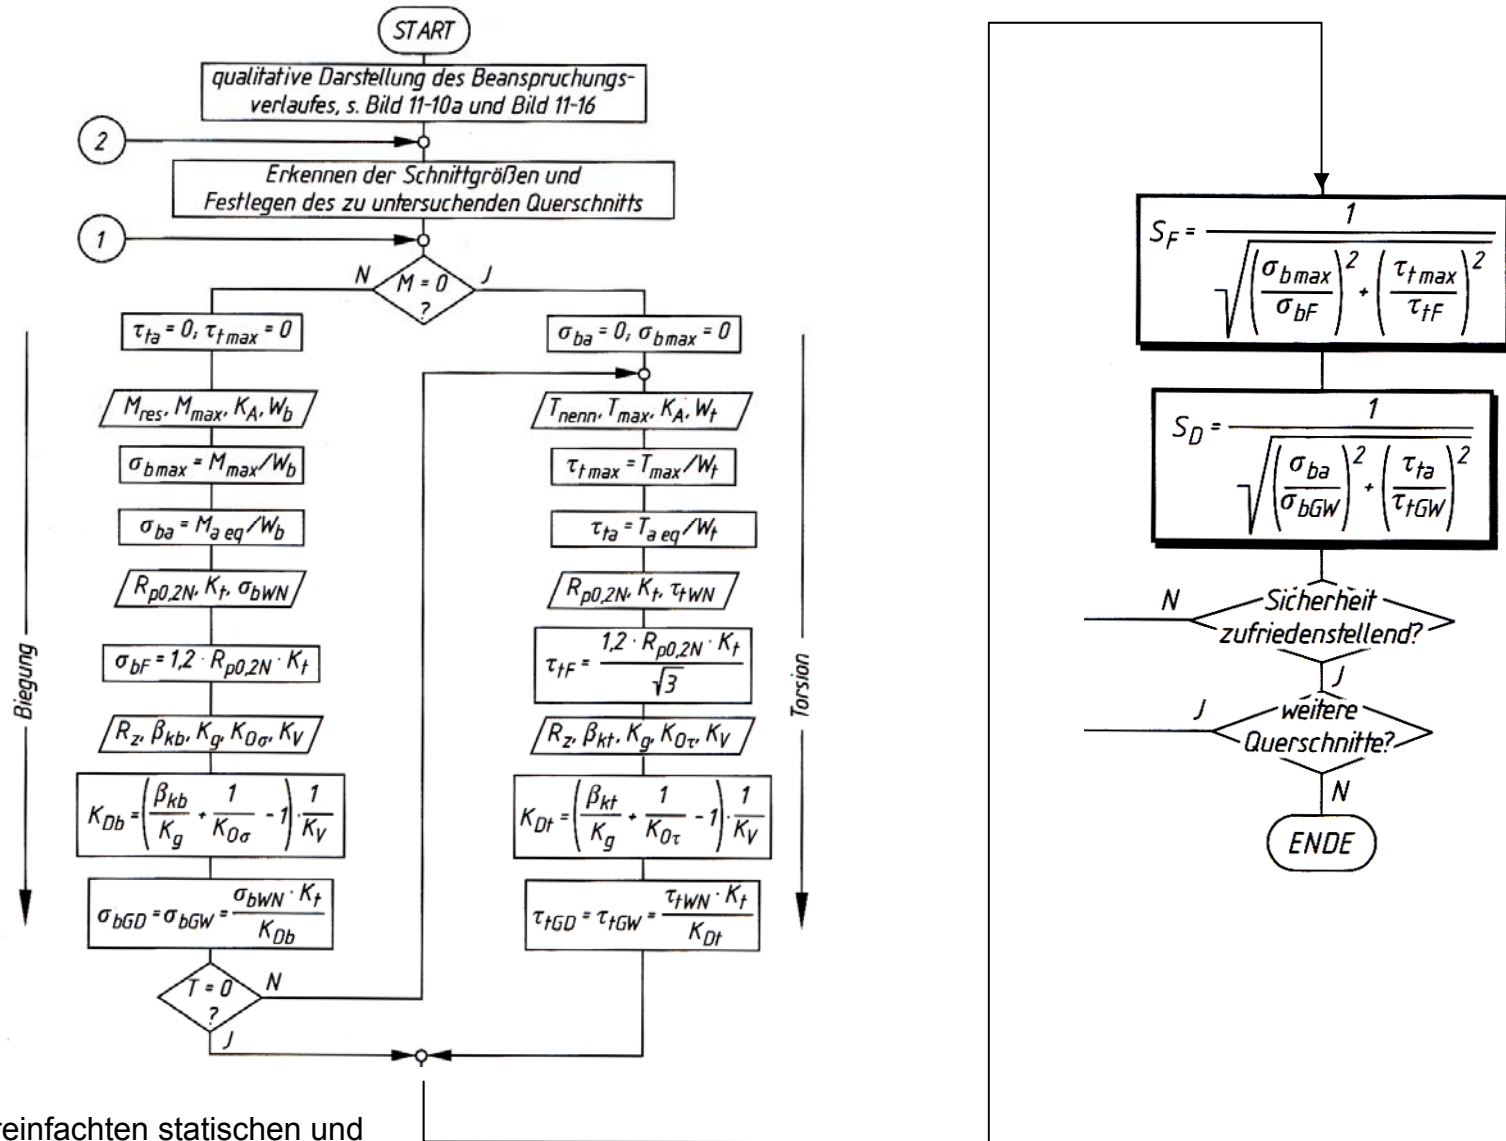 START
qualitative Darstellung des Beanspruchungs-
verlaufes, s. Bild 11-10a und Bild 11-16
2
Erkennen der Schnittgrößen und
Festlegen des zu untersuchenden Querschnitts
1
N M = 0 J
?
Biegung
τta = 0; τt max = 0
Mres, Mmax, KA, Wb
σb max = Mmax/Wb
σba = Ma eq/Wb
Rp0,2N, Kt, σbWN
σbF = 1,2 · Rp0,2N · Kt
Rz, βkb, Kg, KOσ, KV
KDb = (βkb/Kg + 1/KOσ - 1) · 1/KV
σbGD = σbGW = σbWN · Kt / KDb
T = 0 N
?
J
σba = 0; σb max = 0
Tnenn, Tmax, KA, Wt
τt max = Tmax/Wt
τta = Ta eq/Wt
Rp0,2N, Kt, τtWN
τtF = 1,2 · Rp0,2N · Kt / √3
Rz, βkt, Kg, KOτ, KV
KDt = (βkt/Kg + 1/KOτ - 1) · 1/KV
τtGD = τtGW = τtWN · Kt / KDt
Torsion
SF = 1 / √((σb max/σbF)² + (τt max/τtF)²)
SD = 1 / √((σba/σbGW)² + (τta/τtGW)²)
N Sicherheit
zufriedenstellend?
J
J weitere
Querschnitte?
N
ENDE
reinfachten statischen und